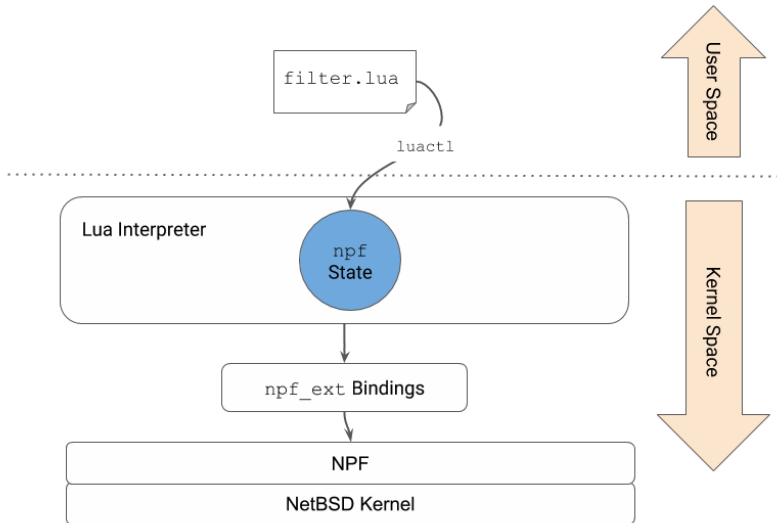 filter.lua
User Space
luactl
Lua Interpreter
npf
State
Kernel Space
npf_ext Bindings
NPF
NetBSD Kernel